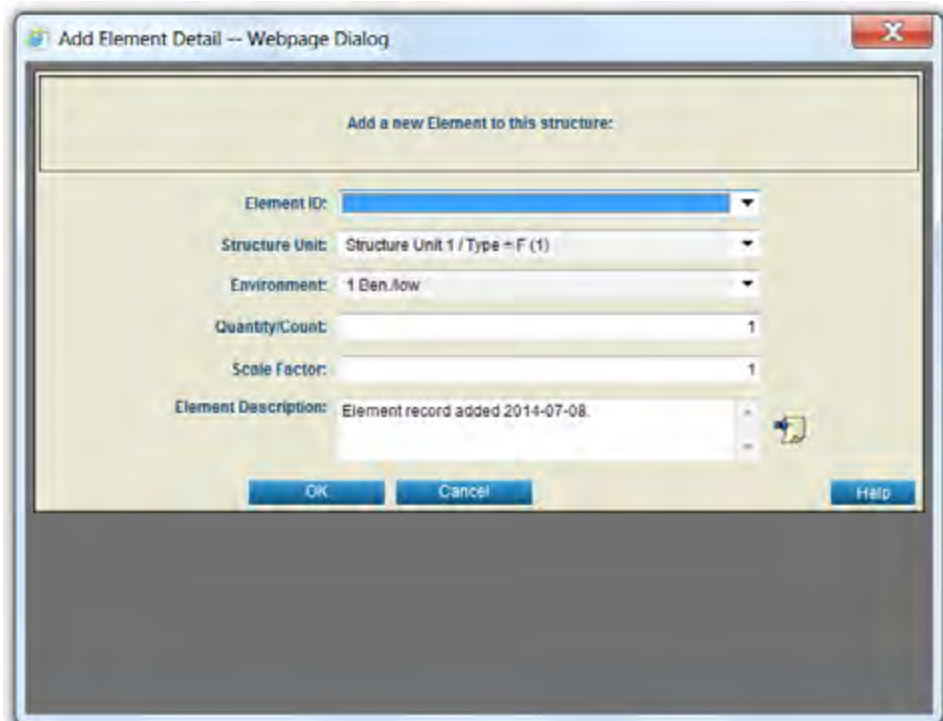 Add Element Detail -- Webpage Dialog
X
Add a new Element to this structure:
Element ID:
Structure Unit: Structure Unit 1 / Type = F (1)
Environment: 1 Ben./low
Quantity/Count: 1
Scale Factor: 1
Element Description: Element record added 2014-07-08.
OK Cancel Help